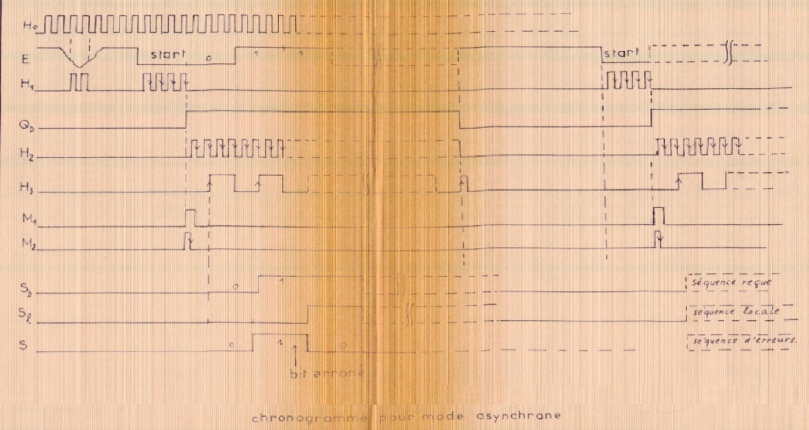 H₀
E start 0 1 1 start
H₁
Q_D
H₂
H₃
M₁
M₂
S₃ 0 1 séquence reçue
S_ℓ séquence locale
S 0 1 0 séquence d'erreurs.
bit erroné
chronogramme pour mode asynchrone